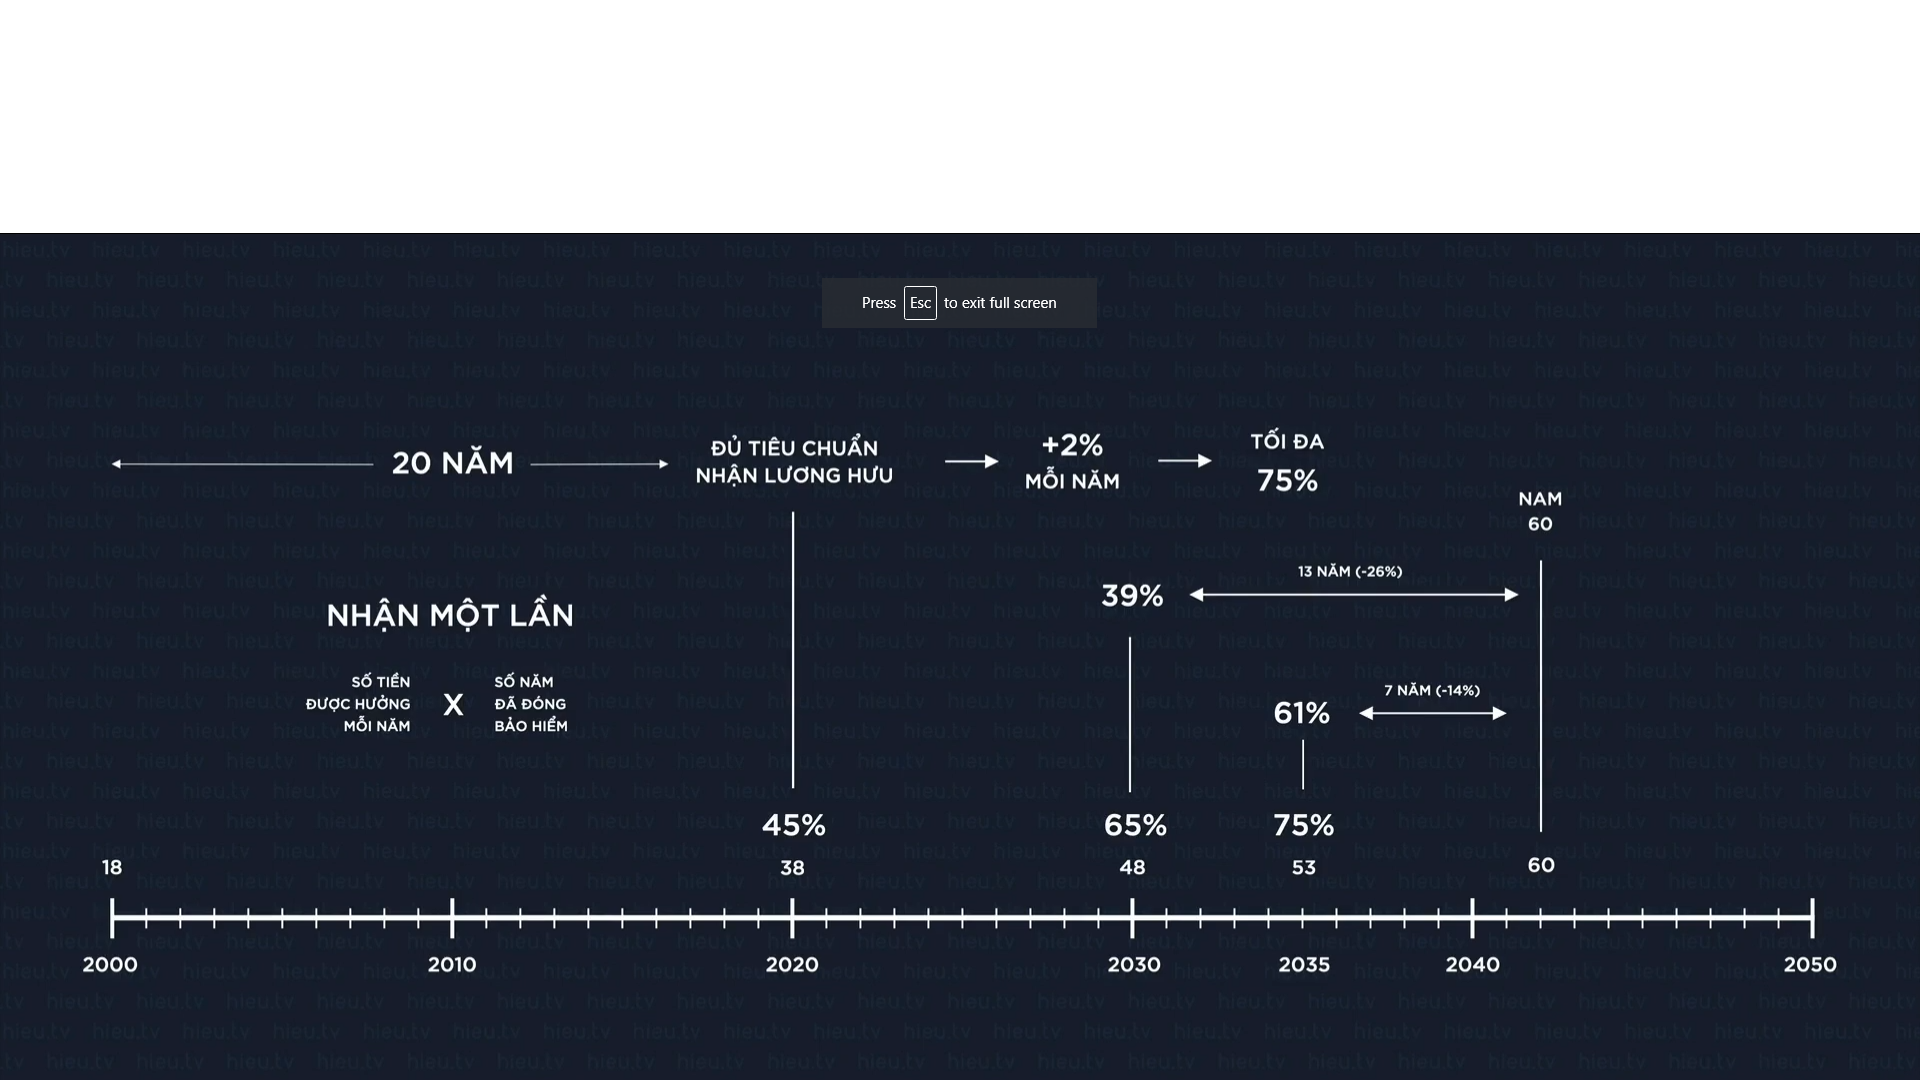 Press Esc to exit full screen
20 NĂM
ĐỦ TIÊU CHUẨN
NHẬN LƯƠNG HƯU
+2%
MỖI NĂM
TỐI ĐA
75%
NAM
60
13 NĂM (-26%)
39%
NHẬN MỘT LẦN
SỐ TIỀN
ĐƯỢC HƯỞNG
MỖI NĂM
X
SỐ NĂM
ĐÃ ĐÓNG
BẢO HIỂM
7 NĂM (-14%)
61%
45%
65%
75%
18
38
48
53
60
2000
2010
2020
2030
2035
2040
2050
hieu.tv